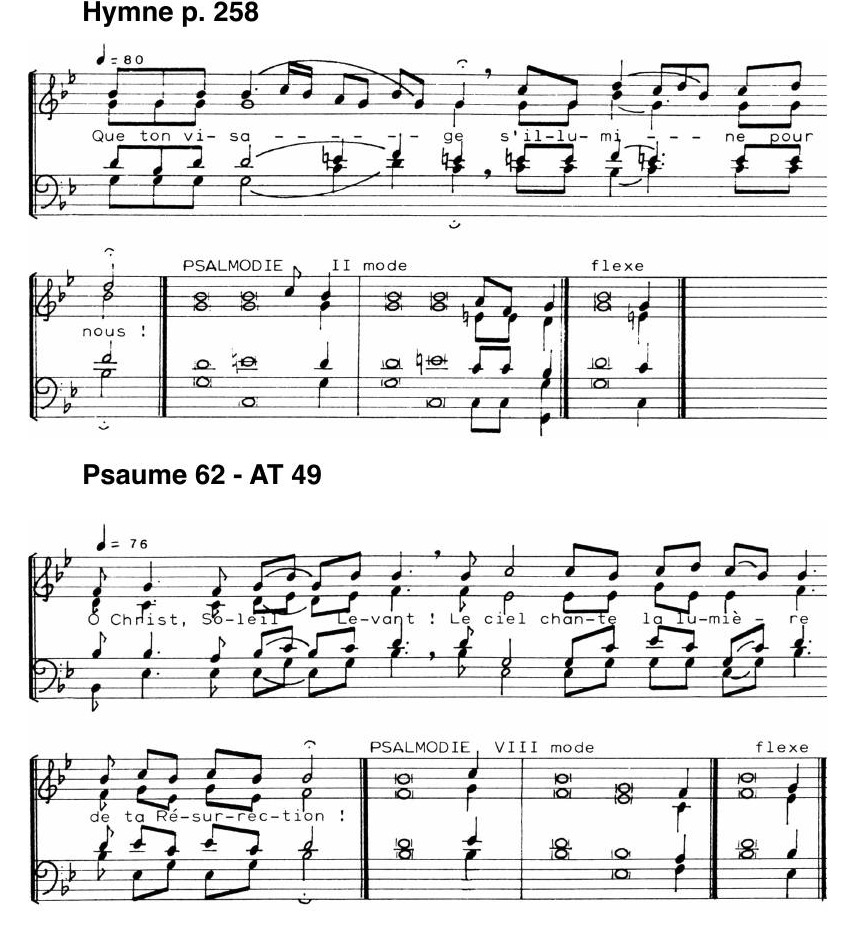 Hymne p. 258
♩ = 80
Que ton vi- sa - - - - - - ge s'il-lu- mi - - - ne pour
PSALMODIE II mode flexe
nous !
Psaume 62 - AT 49
♩ = 76
O Christ, So-leil Le-vant ! Le ciel chan-te la lu-miè - re
PSALMODIE VIII mode flexe
de ta Ré-sur-rec-tion !